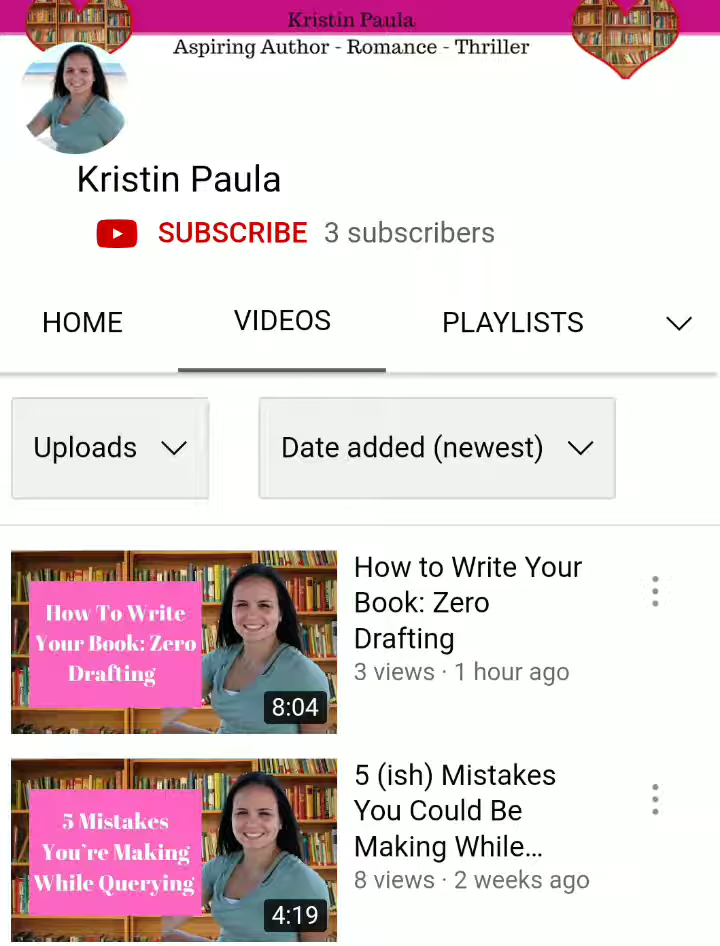 Kristin Paula
Aspiring Author - Romance - Thriller
Kristin Paula
SUBSCRIBE 3 subscribers
HOME VIDEOS PLAYLISTS
Uploads Date added (newest)
How To Write
Your Book: Zero
Drafting
8:04
How to Write Your
Book: Zero
Drafting
3 views · 1 hour ago
5 Mistakes
You're Making
While Querying
4:19
5 (ish) Mistakes
You Could Be
Making While...
8 views · 2 weeks ago